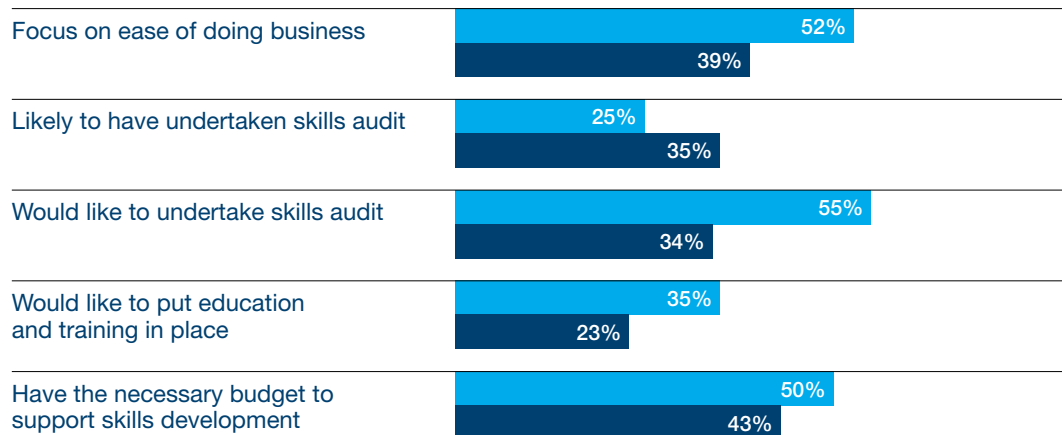 Focus on ease of doing business
52%
39%
Likely to have undertaken skills audit
25%
35%
Would like to undertake skills audit
55%
34%
Would like to put education
and training in place
35%
23%
Have the necessary budget to
support skills development
50%
43%